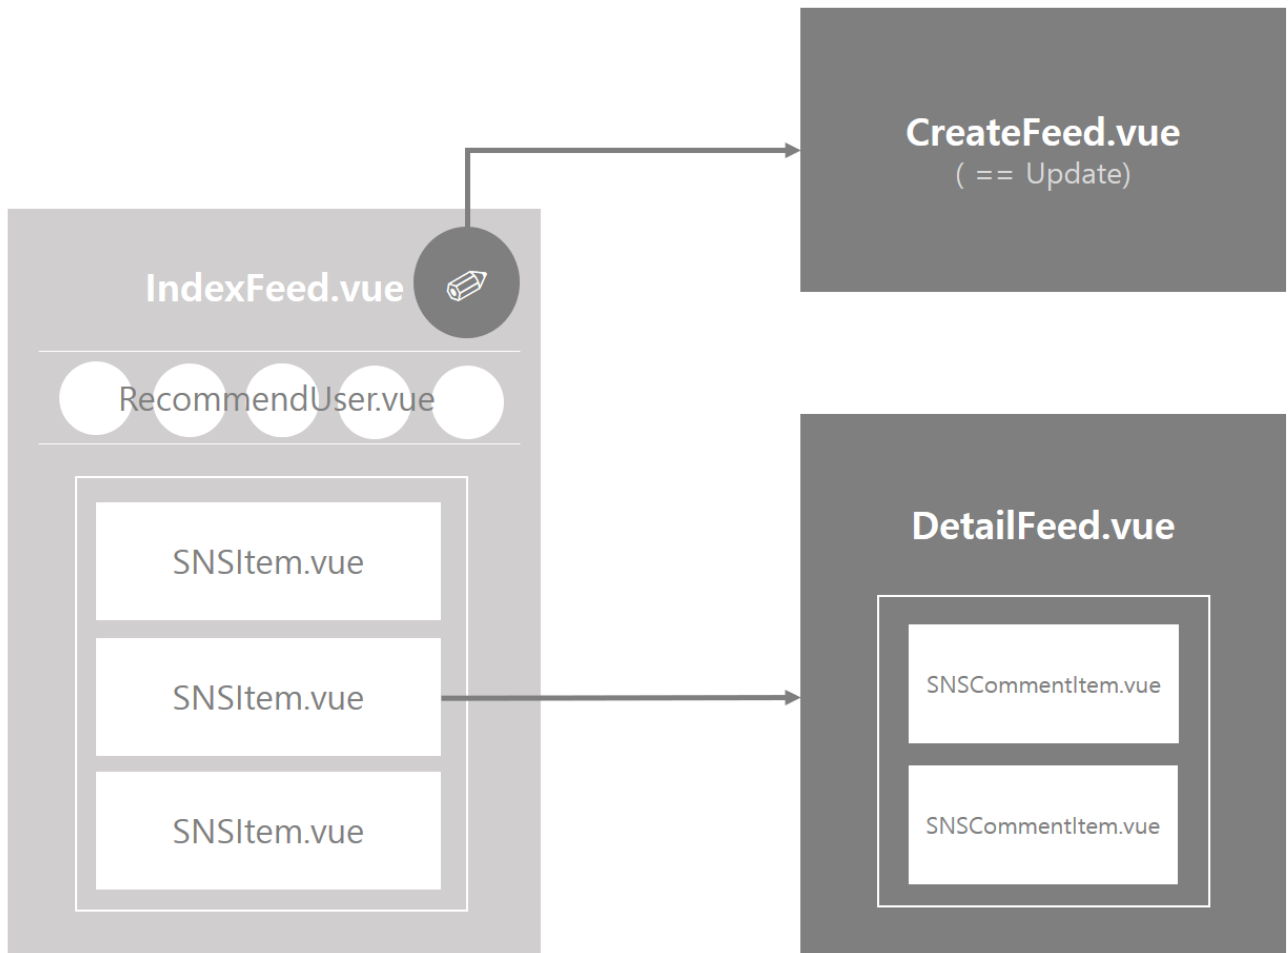 CreateFeed.vue
( == Update)
IndexFeed.vue
RecommendUser.vue
SNSItem.vue
SNSItem.vue
SNSItem.vue
DetailFeed.vue
SNSCommentItem.vue
SNSCommentItem.vue